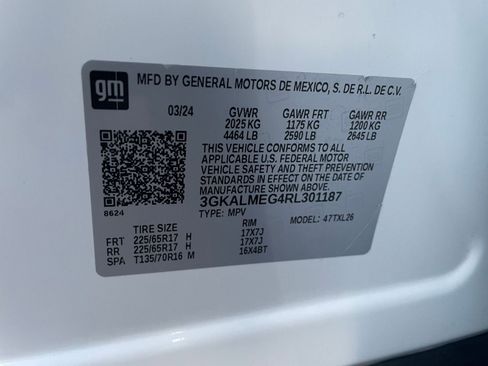 gm
MFD BY GENERAL MOTORS DE MEXICO, S. DE R.L. DE C.V.
03/24 GVWR GAWR FRT GAWR RR
2025 KG 1175 KG 1200 KG
4464 LB 2590 LB 2645 LB
THIS VEHICLE CONFORMS TO ALL
APPLICABLE U.S. FEDERAL MOTOR
VEHICLE SAFETY AND THEFT PREVENTION
STANDARDS IN EFFECT ON THE DATE OF
MANUFACTURE SHOWN ABOVE.
3GKALMEG4RL301187
8624
TYPE: MPV MODEL: 47TXL26
TIRE SIZE RIM
FRT 225/65R17 H 17X7J
RR 225/65R17 H 17X7J
SPA T135/70R16 M 16X4BT